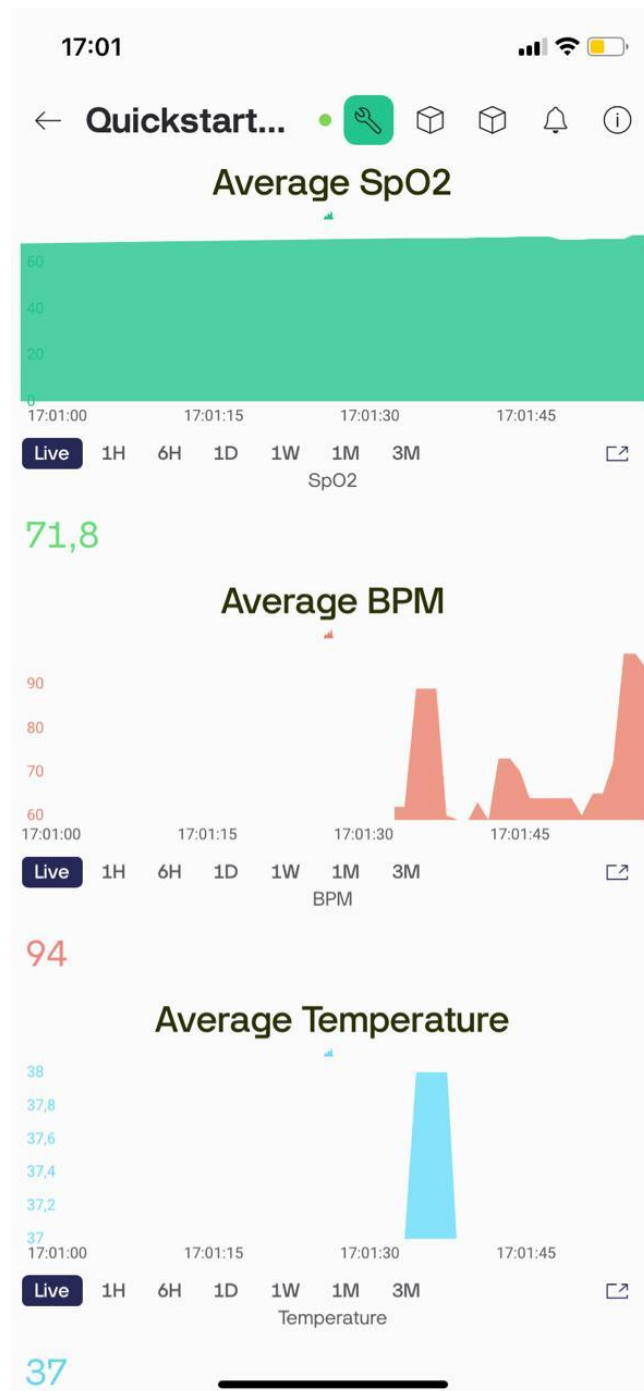 17:01
Quickstart...
Average SpO2
60
40
20
0
17:01:00 17:01:15 17:01:30 17:01:45
Live 1H 6H 1D 1W 1M 3M
SpO2
71,8
Average BPM
90
80
70
60
17:01:00 17:01:15 17:01:30 17:01:45
Live 1H 6H 1D 1W 1M 3M
BPM
94
Average Temperature
38
37,8
37,6
37,4
37,2
37
17:01:00 17:01:15 17:01:30 17:01:45
Live 1H 6H 1D 1W 1M 3M
Temperature
37